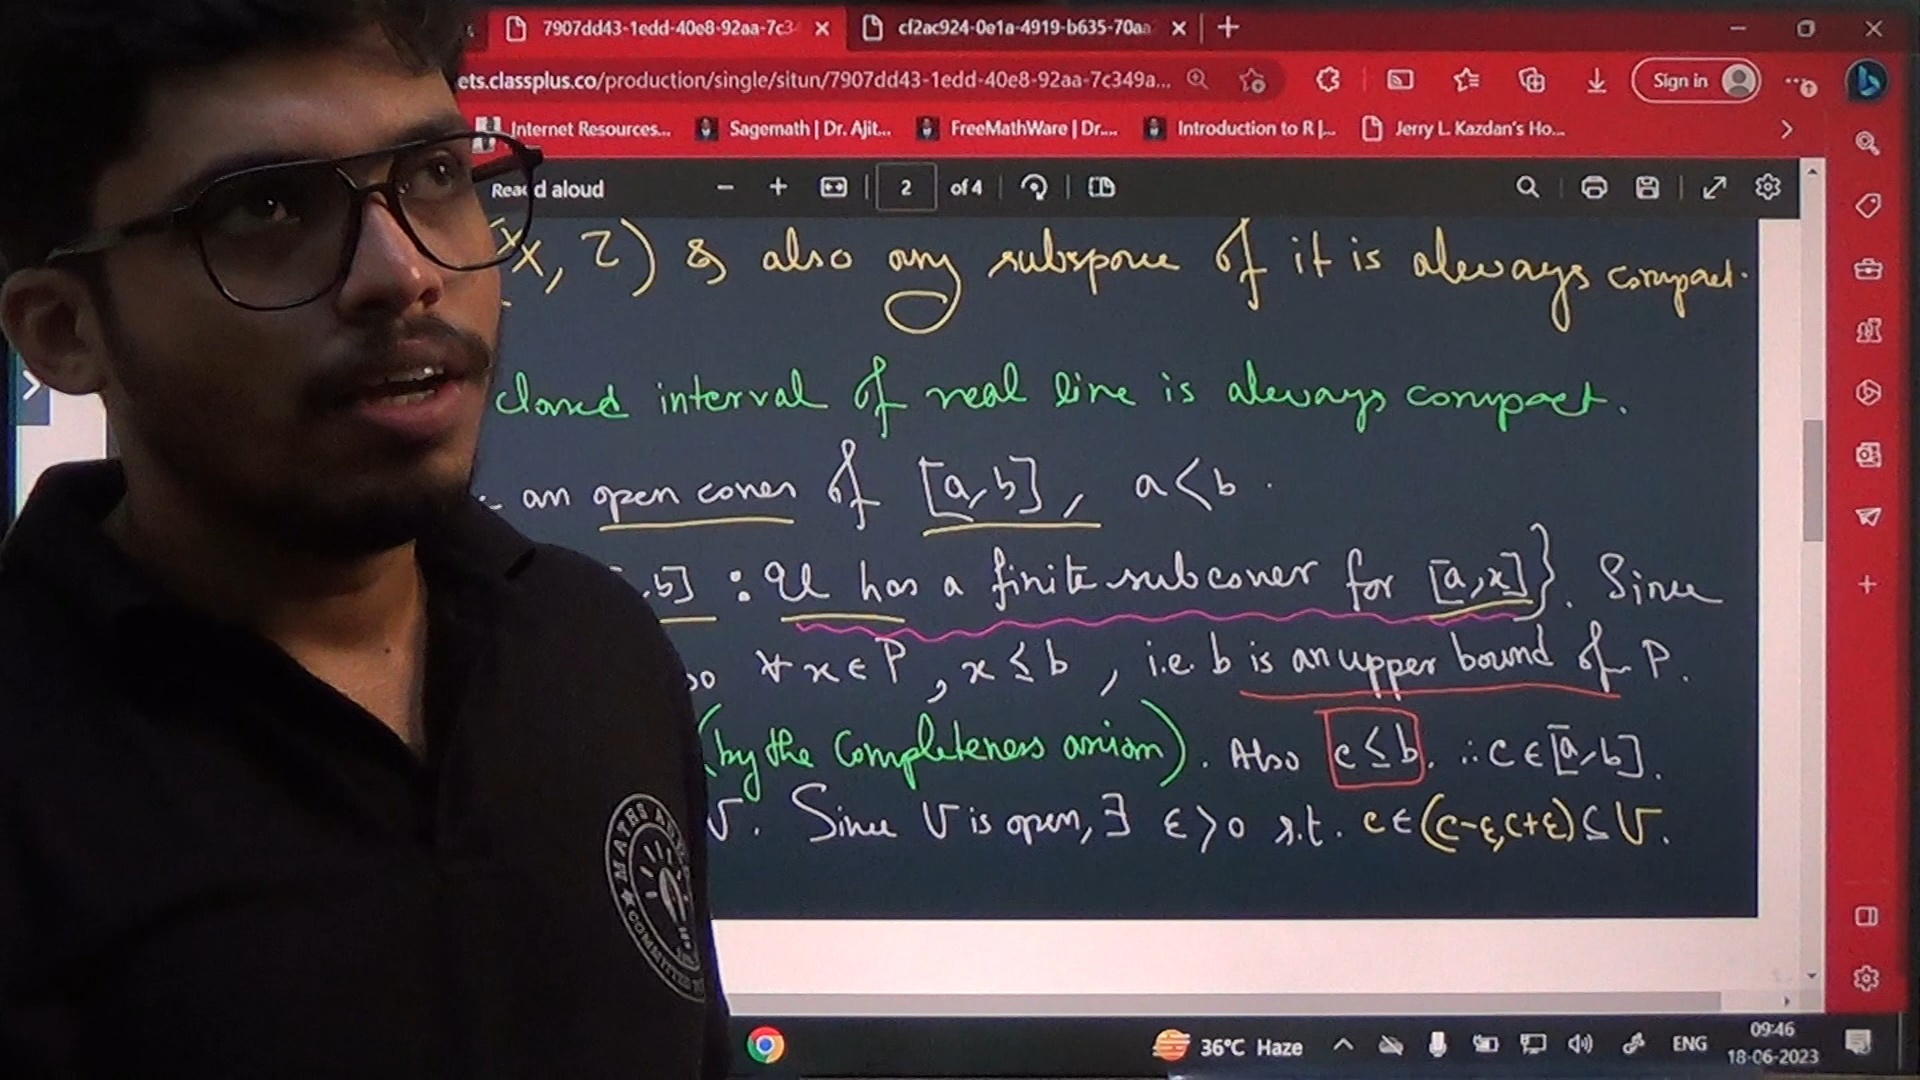 7907dd43-1edd-40e8-92aa-7c3
cf2ac924-0e1a-4919-b635-70aa
ets.classplus.co/production/single/situn/7907dd43-1edd-40e8-92aa-7c349a...
Sign in
Internet Resources...
Sagemath | Dr. Ajit...
FreeMathWare | Dr....
Introduction to R |...
Jerry L. Kazdan's Ho...
Read aloud
2
of 4
X, τ) & also any subspace of it is always compact.
closed interval of real line is always compact.
an open cover of [a, b], a < b.
, b] : 𝒰 has a finite subcover for [a, x]}. Since
so ∀ x ∈ P, x ≤ b, i.e. b is an upper bound of P.
(by the completeness axiom). Also c ≤ b. ∴ c ∈ [a, b].
V. Since V is open, ∃ ε > 0 s.t. c ∈ (c-ε, c+ε) ⊆ V.
MATHS
COMMITTED
36°C Haze
ENG
09:46
18-06-2023